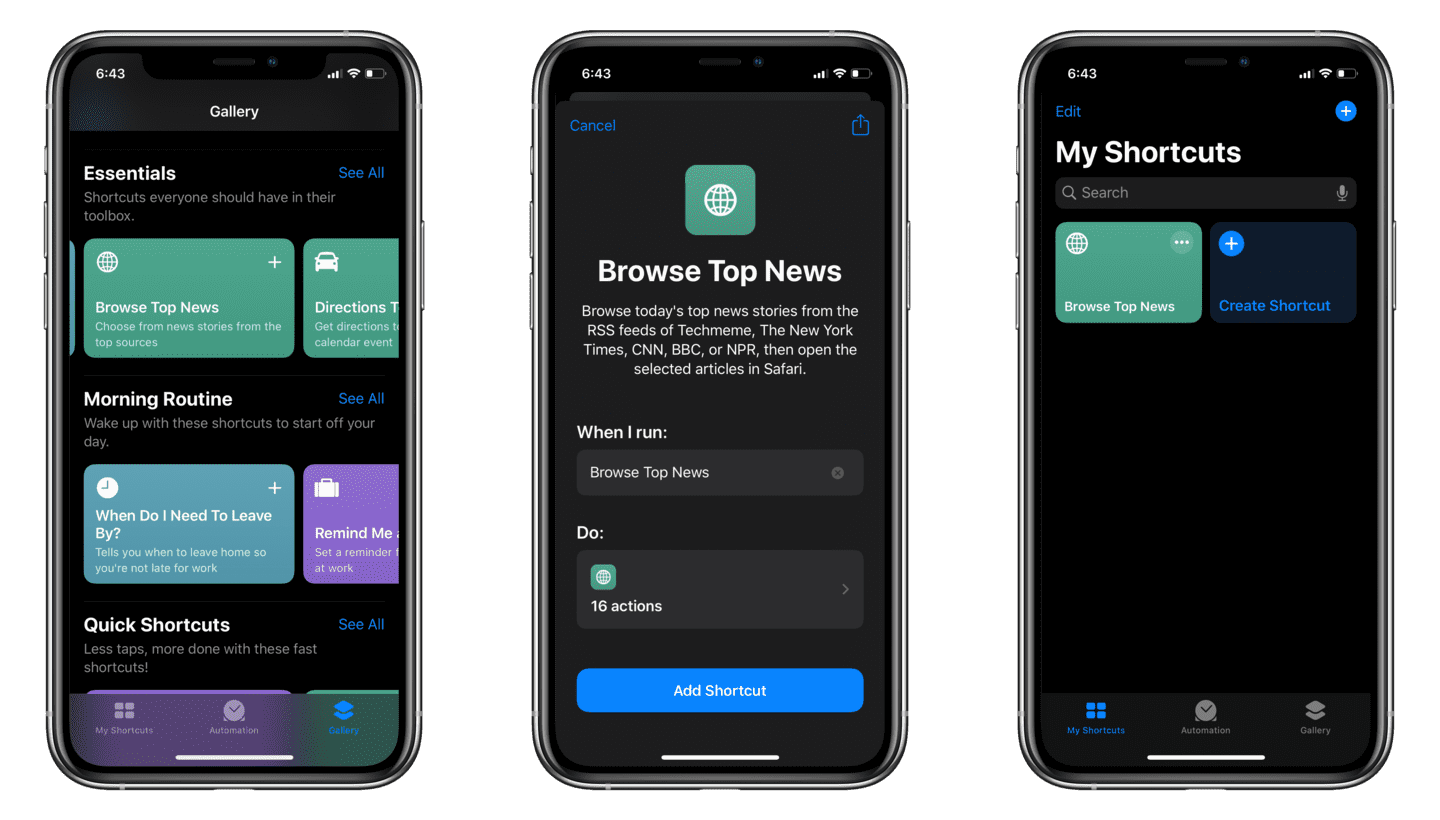 6:43
Gallery
Essentials
See All
Shortcuts everyone should have in their
toolbox.
Browse Top News
Choose from news stories from the
top sources
Directions T
Get directions to
calendar event
Morning Routine
See All
Wake up with these shortcuts to start off your
day.
When Do I Need To Leave
By?
Tells you when to leave home so
you're not late for work
Remind Me
Set a reminder
at work
Quick Shortcuts
See All
Less taps, more done with these fast
shortcuts!
My Shortcuts
Automation
Gallery
6:43
Cancel
Browse Top News
Browse today's top news stories from the
RSS feeds of Techmeme, The New York
Times, CNN, BBC, or NPR, then open the
selected articles in Safari.
When I run:
Browse Top News
Do:
16 actions
Add Shortcut
6:43
Edit
My Shortcuts
Search
Browse Top News
Create Shortcut
My Shortcuts
Automation
Gallery